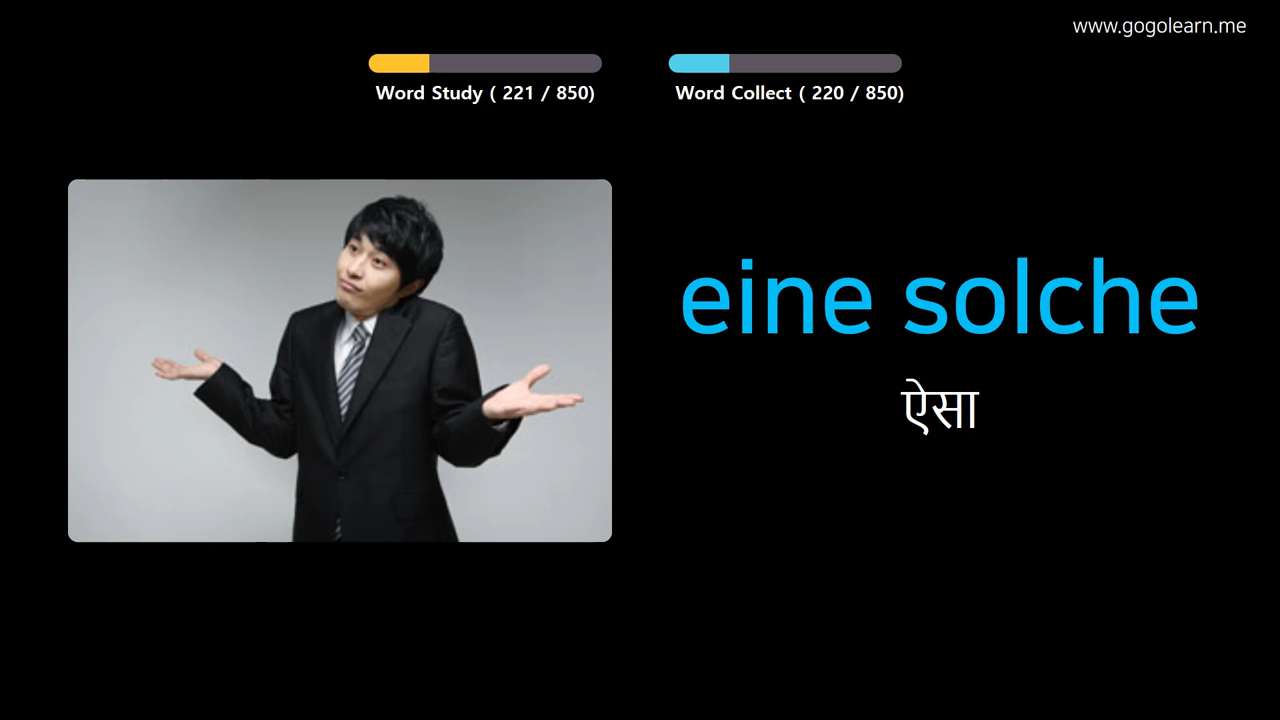 www.gogolearn.me
Word Study ( 221 / 850)
Word Collect ( 220 / 850)
eine solche
ऐसा